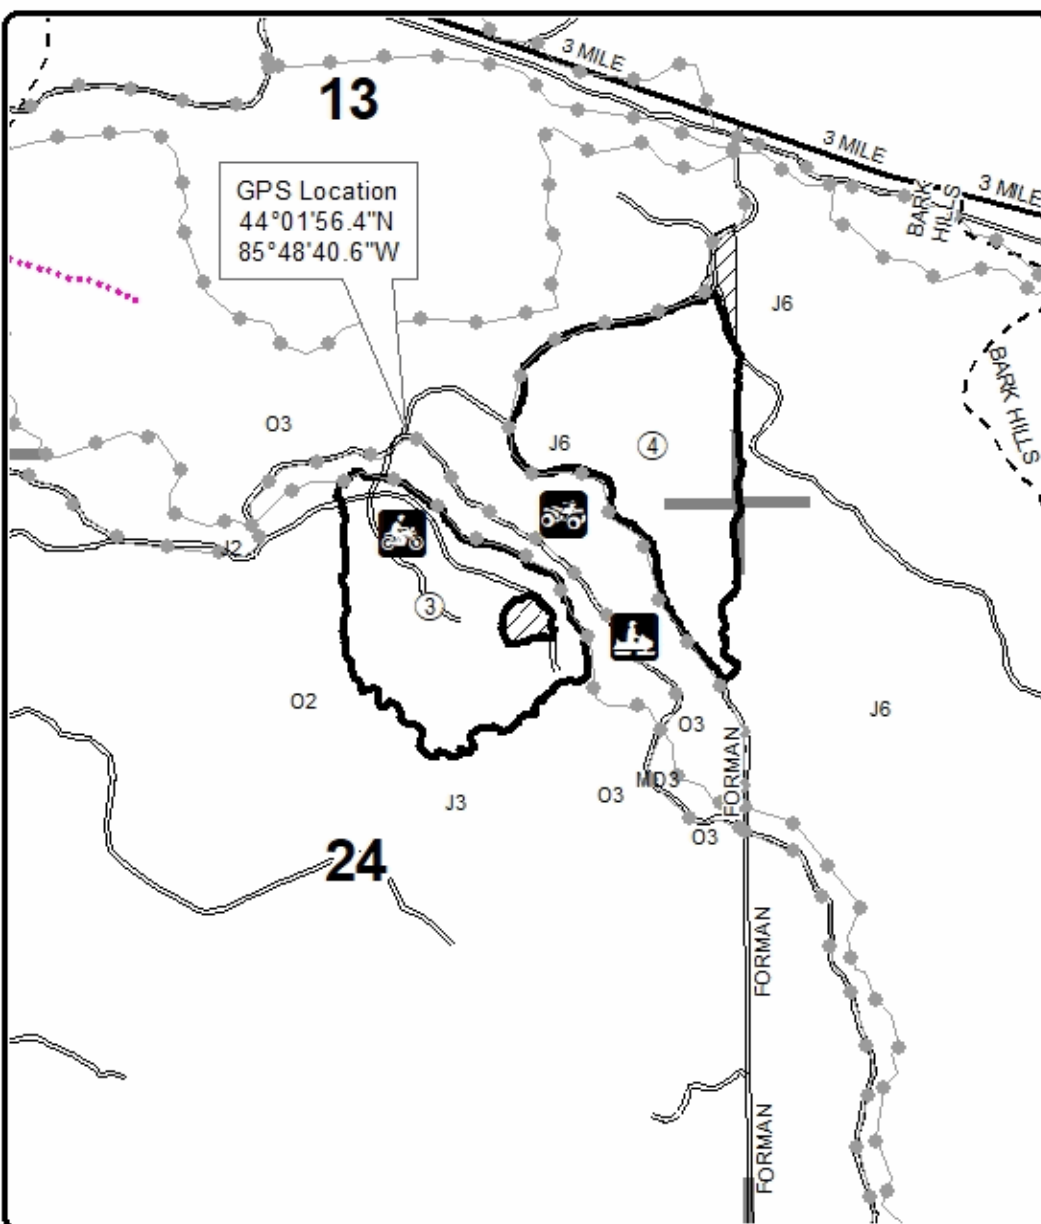 3 MILE
13
3 MILE
3 MILE
GPS Location
44°01'56.4"N
85°48'40.6"W
BARK
HILLS
J6
BARK HILLS
O3
J6
4
J2
3
O2
O3
J6
FORMAN
MD3
J3
O3
O3
24
FORMAN
FORMAN